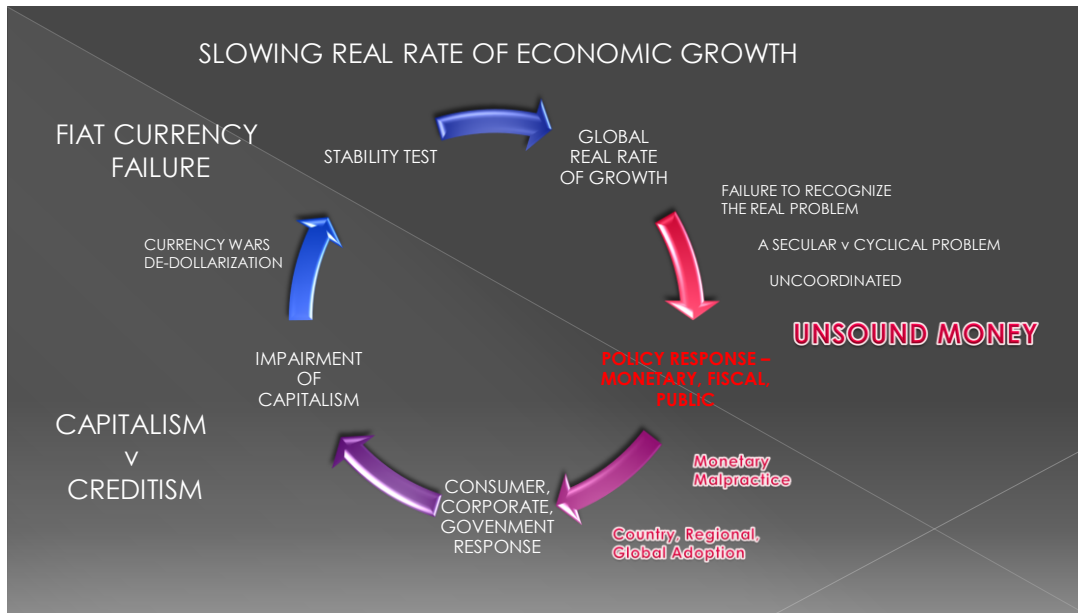 SLOWING REAL RATE OF ECONOMIC GROWTH
FIAT CURRENCY
FAILURE
STABILITY TEST
GLOBAL
REAL RATE
OF GROWTH
FAILURE TO RECOGNIZE
THE REAL PROBLEM
A SECULAR v CYCLICAL PROBLEM
UNCOORDINATED
CURRENCY WARS
DE-DOLLARIZATION
UNSOUND MONEY
IMPAIRMENT
OF
CAPITALISM
POLICY RESPONSE –
MONETARY, FISCAL,
PUBLIC
CAPITALISM
v
CREDITISM
Monetary
Malpractice
CONSUMER,
CORPORATE,
GOVENMENT
RESPONSE
Country, Regional,
Global Adoption